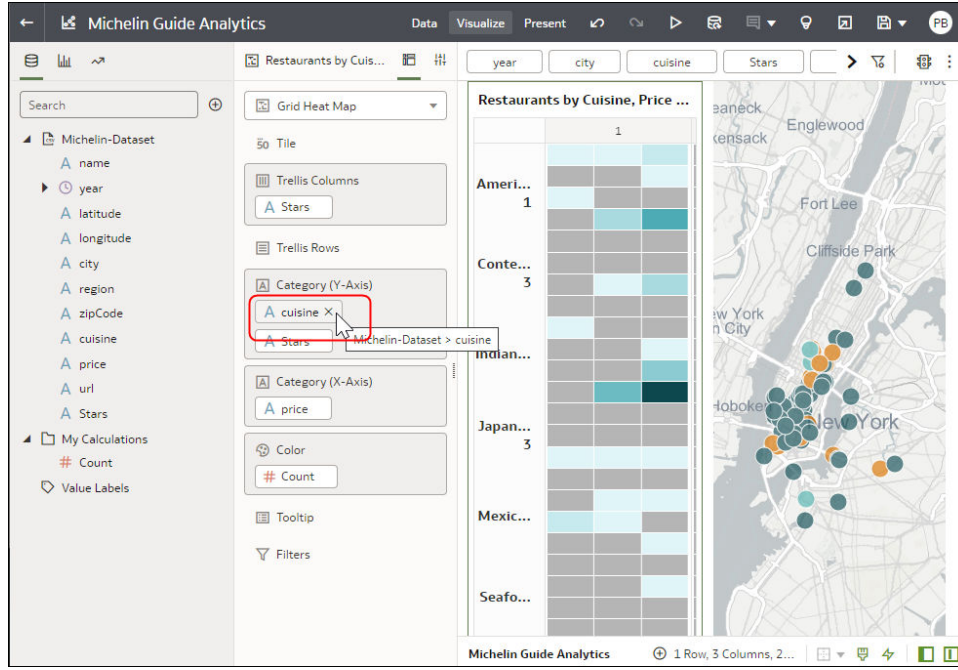 Michelin Guide Analytics
Data Visualize Present
PB
Restaurants by Cuis...
year city cuisine Stars
Search
Grid Heat Map
Michelin-Dataset
name
year
latitude
longitude
city
region
zipCode
cuisine
price
url
Stars
My Calculations
# Count
Value Labels
Tile
Trellis Columns
A Stars
Trellis Rows
Category (Y-Axis)
A cuisine ×
A Stars
Michelin-Dataset > cuisine
Category (X-Axis)
A price
Color
# Count
Tooltip
Filters
Restaurants by Cuisine, Price ...
1
Ameri...
1
Conte...
3
Indian...
Japan...
3
Mexic...
Seafo...
Englewood
Fort Lee
Cliffside Park
Hoboken
New York
Michelin Guide Analytics
1 Row, 3 Columns, 2...